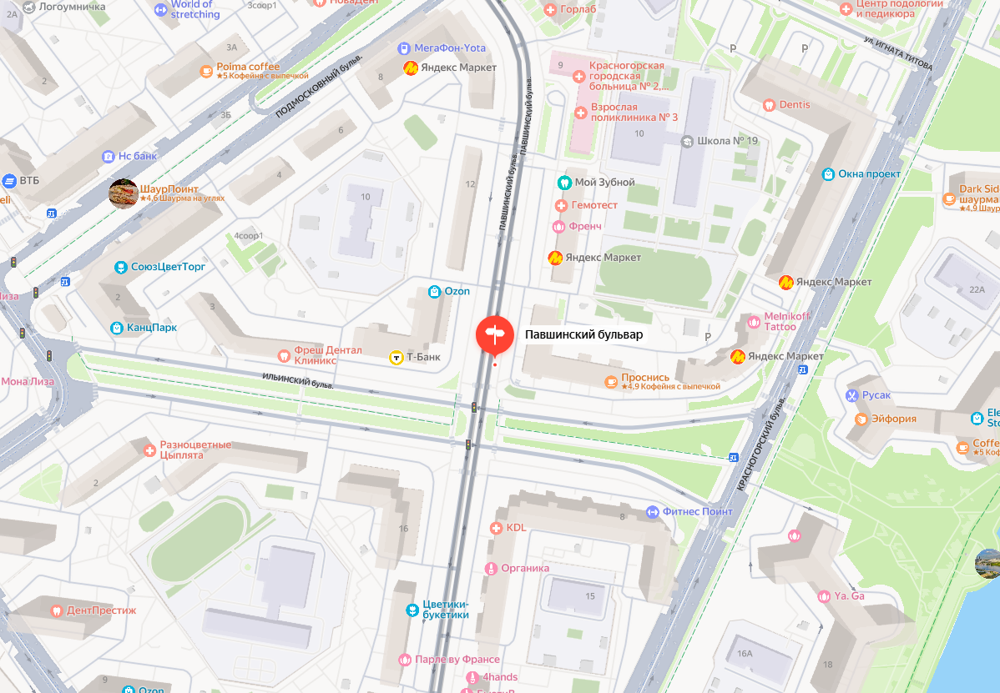 Логоумничка
2А
World of
stretching
3соор1
НоваДент
Горлаб
Центр подологии
и педикюра
ул. ИГНАТА ТИТОВА
3А
МегаФон-Yota
Яндекс Маркет
Poima coffee
★5 Кофейня с выпечкой
2
8
9
Красногорская
городская
больница № 2,...
P
P
ПОДМОСКОВНЫЙ бульв.
ПАВШИНСКИЙ бульв.
3Б
Взрослая
поликлиника № 3
Dentis
6
10
Школа № 19
Нс банк
ВТБ
4
12
ПАВШИНСКИЙ бульв.
Мой Зубной
Окна проект
ШаурПоинт
★4,6 Шаурма на углях
10
Гемотест
Dark Sid
шаурма
★4,9 Шаур
eli
Френч
4соор1
СоюзЦветТорг
Яндекс Маркет
Яндекс Маркет
22А
Лиза
2
3
Ozon
Melnikoff
Tattoo
КанцПарк
Павшинский бульвар
P
Фреш Дентал
Клиникс
Т-Банк
Яндекс Маркет
Мона Лиза
ИЛЬИНСКИЙ бульв.
Проснись
★4,9 Кофейня с выпечкой
Русак
Эйфория
Ele
Sto
КРАСНОГОРСКИЙ бульв.
Разноцветные
Цыплята
Coffe
★5 Коф
2
16
KDL
8
Фитнес Поинт
Органика
15
Ya. Ga
ДентПрестиж
Цветики-
букетики
16А
18
Парле ву Франсе
9
4hands
Ozon